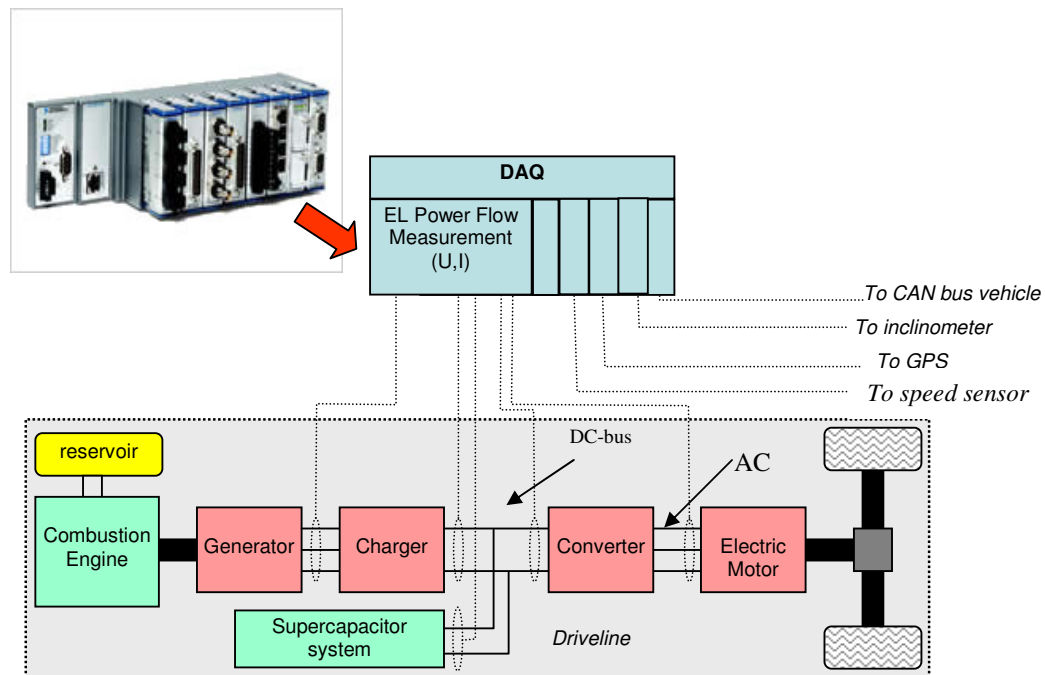 DAQ
EL Power Flow
Measurement
(U,I)
To CAN bus vehicle
To inclinometer
To GPS
To speed sensor
reservoir
DC-bus
AC
Combustion
Engine
Generator
Charger
Converter
Electric
Motor
Supercapacitor
system
Driveline